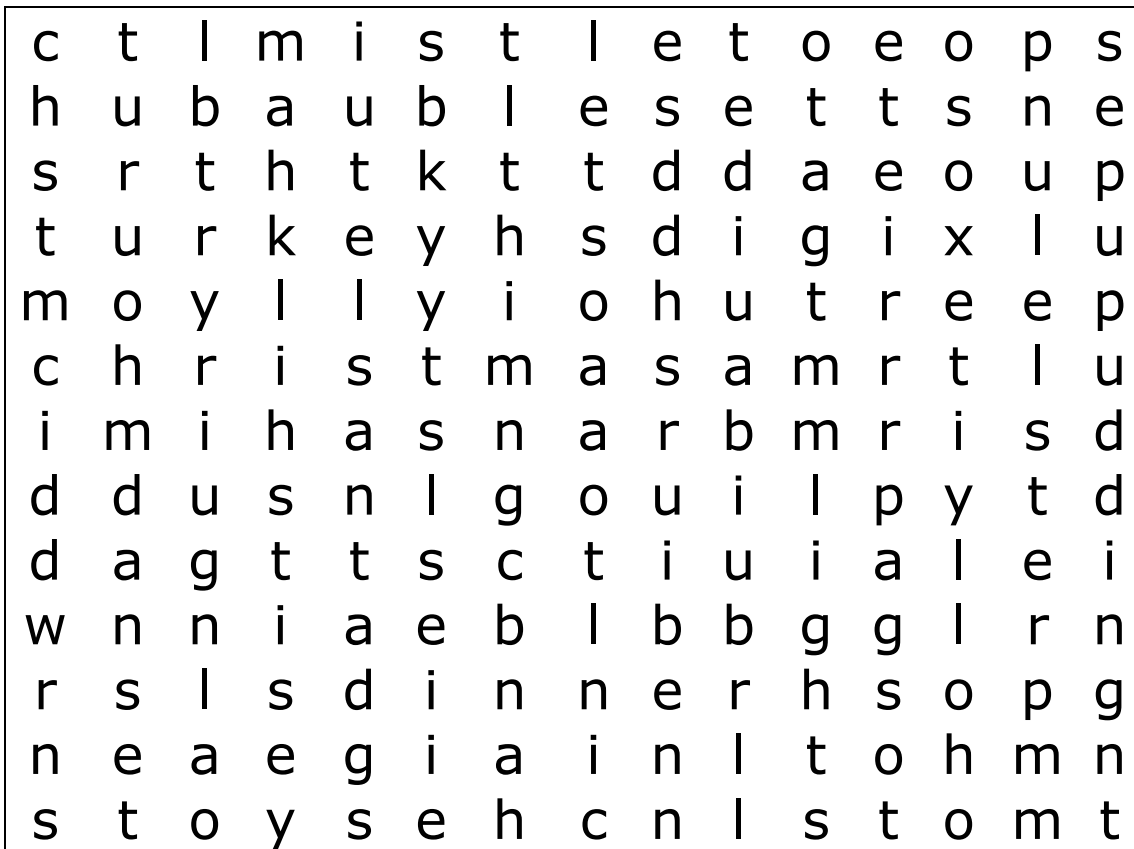 c t l m i s t l e t o e o p s
h u b a u b l e s e t t s n e
s r t h t k t t d d a e o u p
t u r k e y h s d i g i x l u
m o y l l y i o h u t r e e p
c h r i s t m a s a m r t l u
i m i h a s n a r b m r i s d
d d u s n l g o u i l p y t d
d a g t t s c t i u i a l e i
w n n i a e b l b b g g l r n
r s l s d i n n e r h s o p g
n e a e g i a i n l t o h m n
s t o y s e h c n l s t o m t